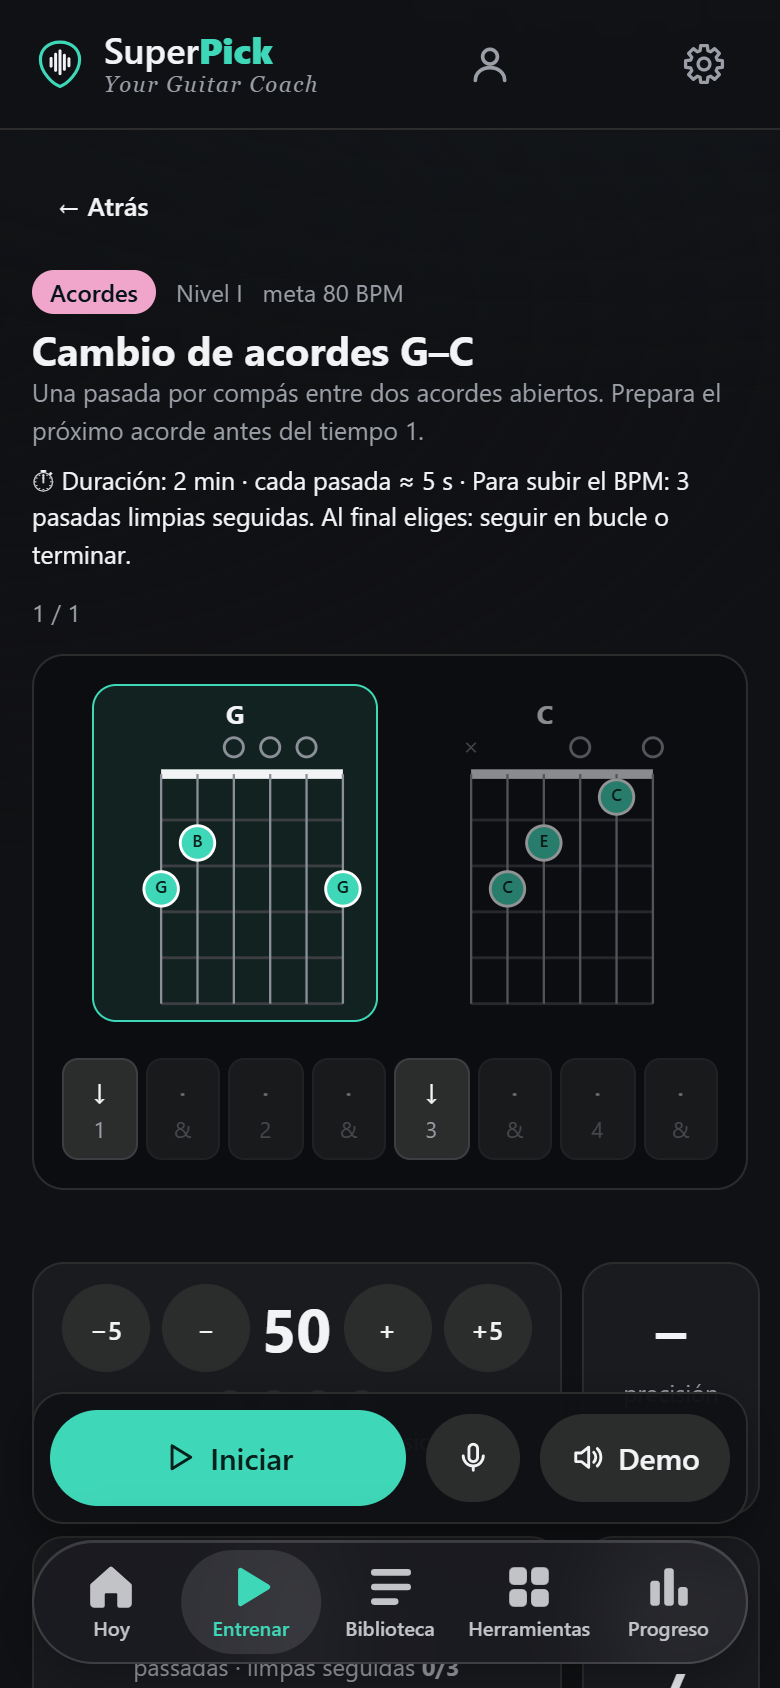 SuperPick
Your Guitar Coach
← Atrás
Acordes Nivel I meta 80 BPM
Cambio de acordes G–C
Una pasada por compás entre dos acordes abiertos. Prepara el
próximo acorde antes del tiempo 1.
⏱ Duración: 2 min · cada pasada ≈ 5 s · Para subir el BPM: 3
pasadas limpias seguidas. Al final eliges: seguir en bucle o
terminar.
1 / 1
G C
×
C
B E
G G C
↓ · · · ↓ · · ·
1 & 2 & 3 & 4 &
−5 − 50 + +5 –
precisión
Iniciar Demo
Hoy Entrenar Biblioteca Herramientas Progreso
passadas · limpas seguidas 0/3